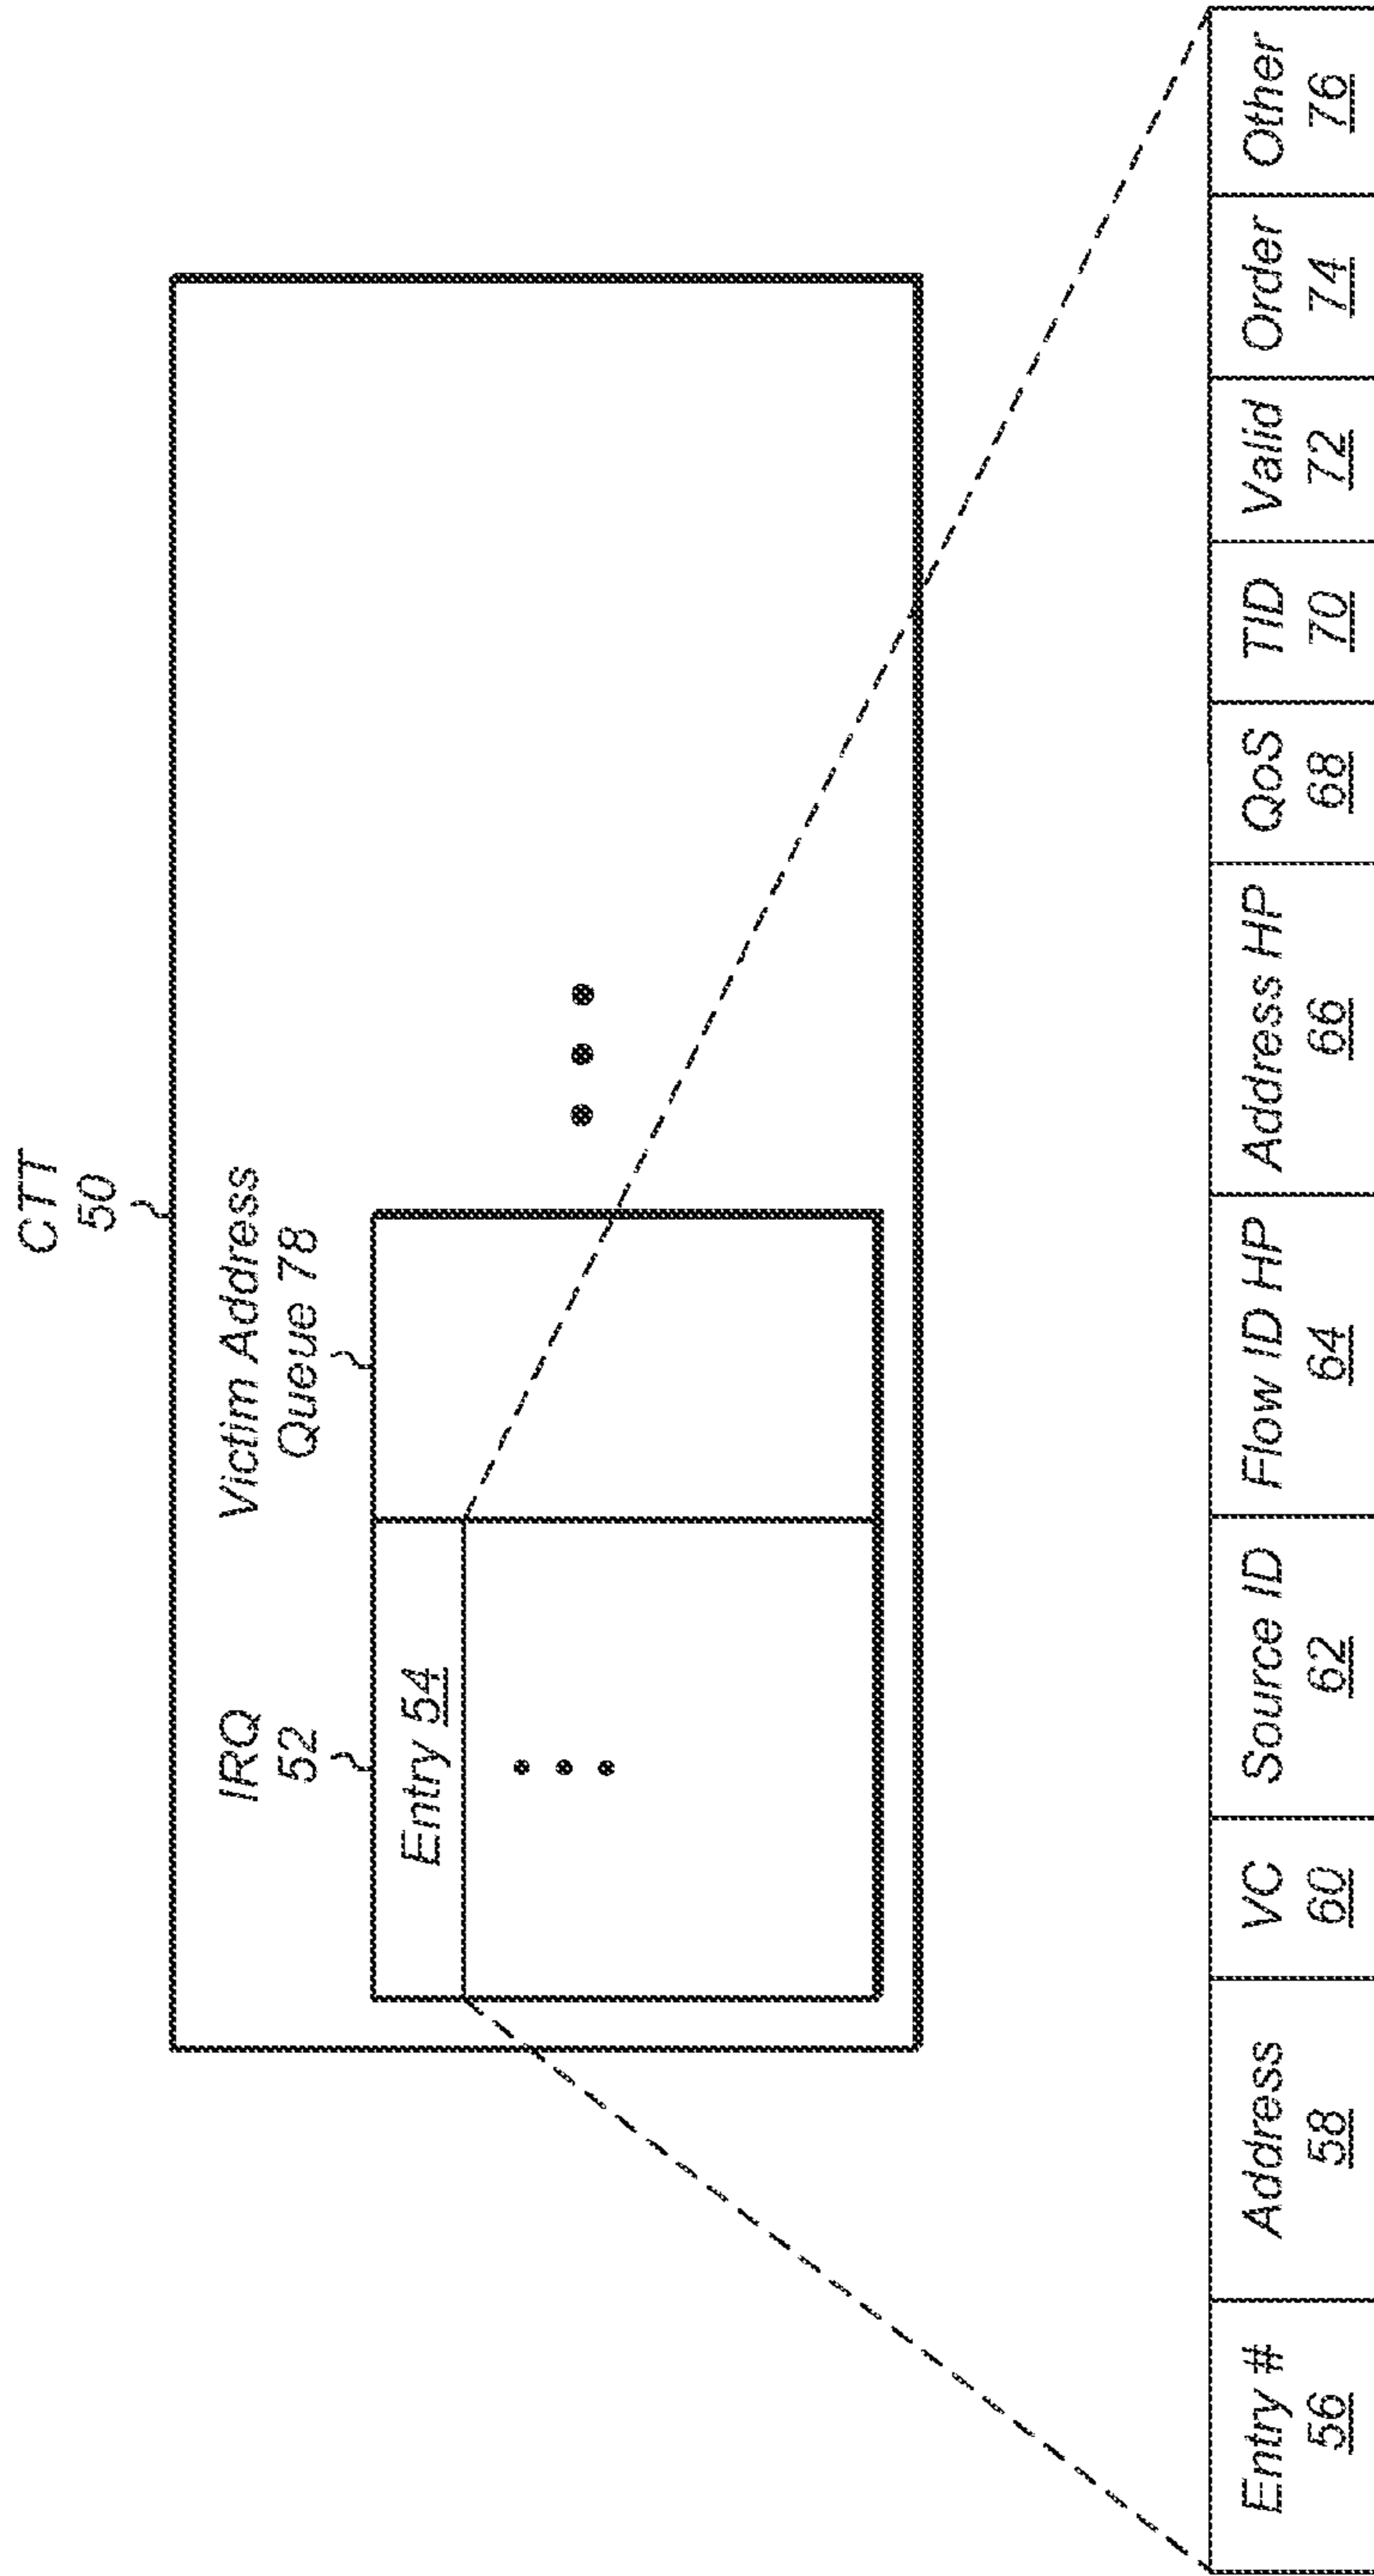 CTT
50
Victim Address
Queue 78
IRQ
52
Entry 54
Entry #
56
Address
58
VC
60
Source ID
62
Flow ID HP
64
Address HP
66
QoS
68
TID
70
Valid
72
Order
74
Other
76